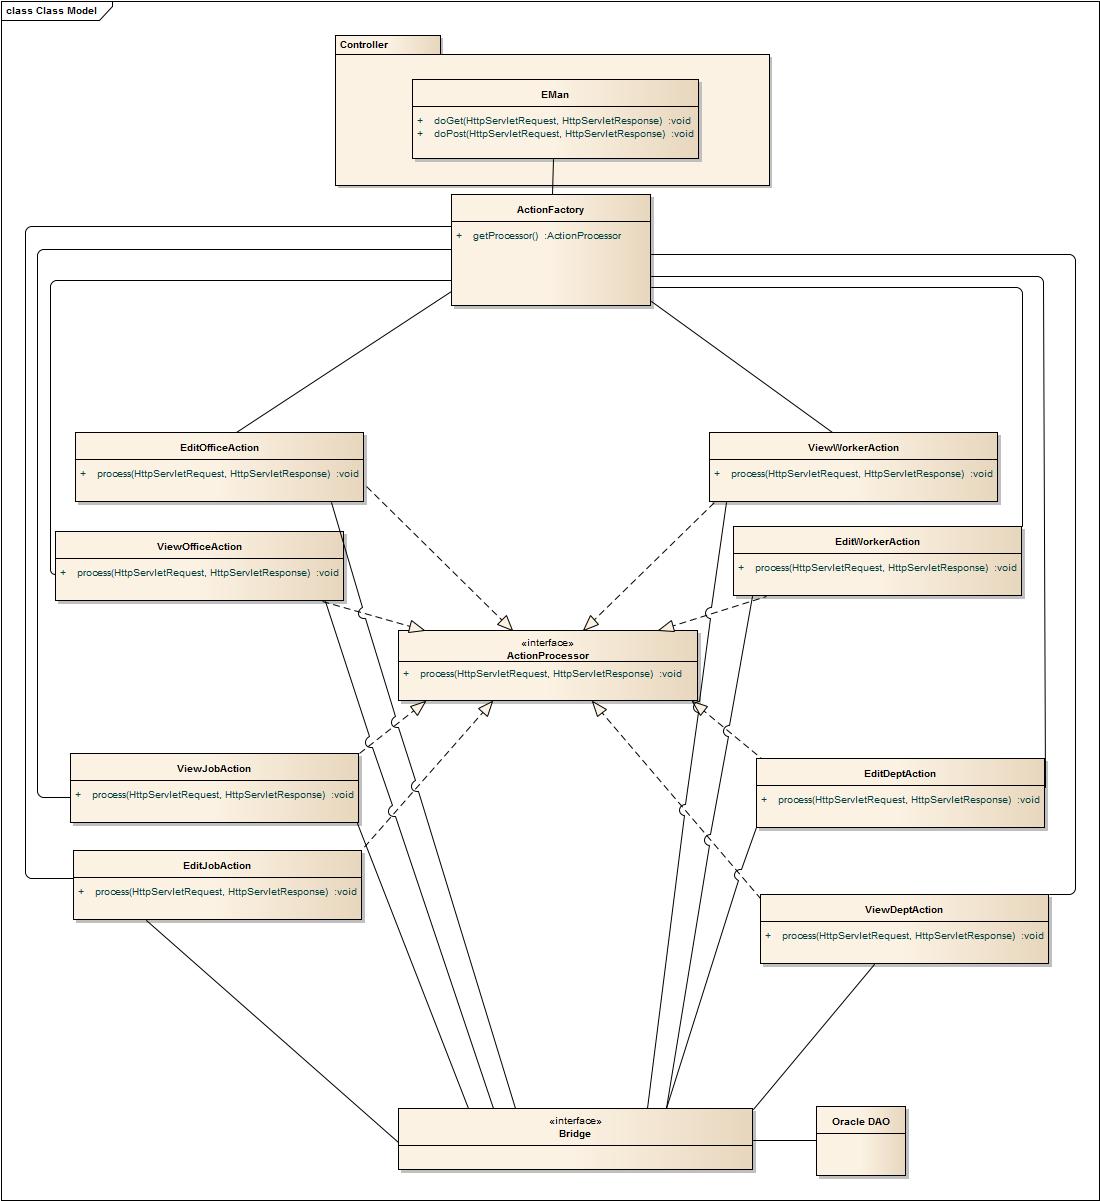 class Class Model
Controller
EMan
+ doGet(HttpServletRequest, HttpServletResponse) :void
+ doPost(HttpServletRequest, HttpServletResponse) :void
ActionFactory
+ getProcessor() :ActionProcessor
EditOfficeAction
+ process(HttpServletRequest, HttpServletResponse) :void
ViewWorkerAction
+ process(HttpServletRequest, HttpServletResponse) :void
ViewOfficeAction
+ process(HttpServletRequest, HttpServletResponse) :void
EditWorkerAction
+ process(HttpServletRequest, HttpServletResponse) :void
«interface»
ActionProcessor
+ process(HttpServletRequest, HttpServletResponse) :void
ViewJobAction
+ process(HttpServletRequest, HttpServletResponse) :void
EditDeptAction
+ process(HttpServletRequest, HttpServletResponse) :void
EditJobAction
+ process(HttpServletRequest, HttpServletResponse) :void
ViewDeptAction
+ process(HttpServletRequest, HttpServletResponse) :void
«interface»
Bridge
Oracle DAO